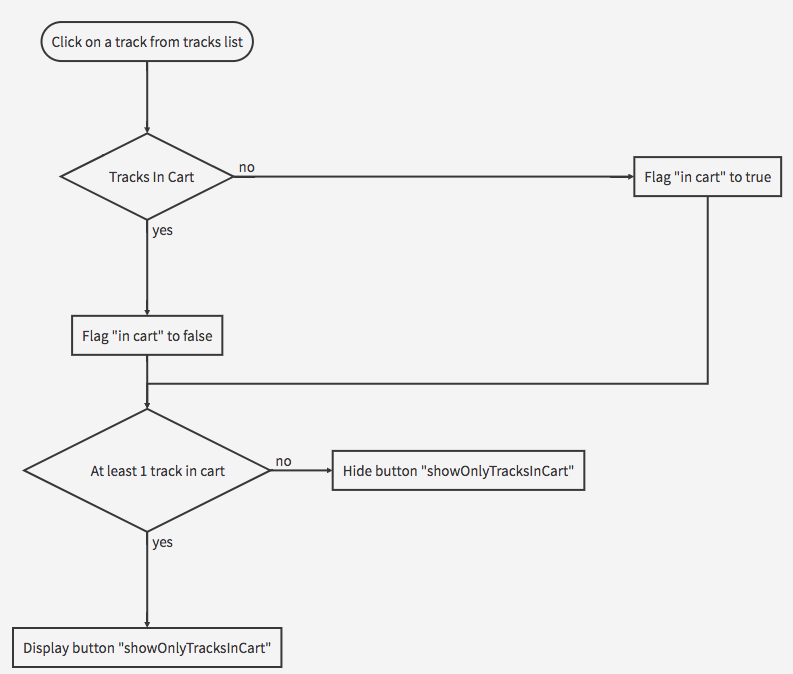 Click on a track from tracks list
Tracks In Cart
no
Flag "in cart" to true
yes
Flag "in cart" to false
At least 1 track in cart
no
Hide button "showOnlyTracksInCart"
yes
Display button "showOnlyTracksInCart"